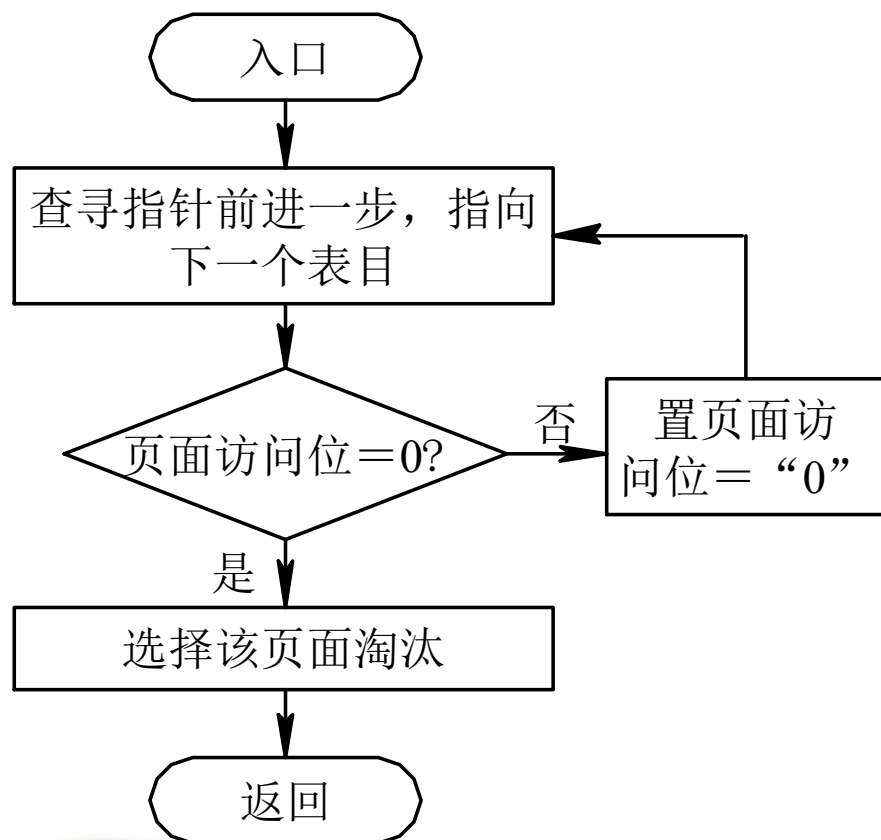 入口
查寻指针前进一步，指向
下一个表目
页面访问位＝0?
否
置页面访
问位＝“0”
是
选择该页面淘汰
返回